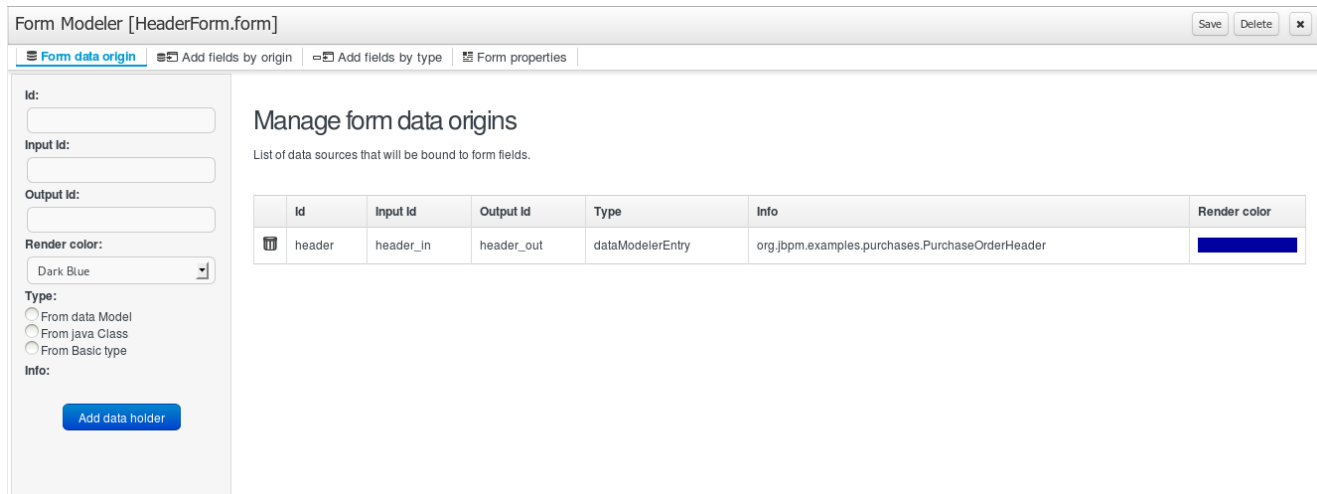 Form Modeler [HeaderForm.form]
Save Delete x
Form data origin Add fields by origin Add fields by type Form properties
Id:
Input Id:
Output Id:
Render color:
Dark Blue
Type:
From data Model
From java Class
From Basic type
Info:
Add data holder
Manage form data origins
List of data sources that will be bound to form fields.
Id Input Id Output Id Type Info Render color
header header_in header_out dataModelerEntry org.jbpm.examples.purchases.PurchaseOrderHeader